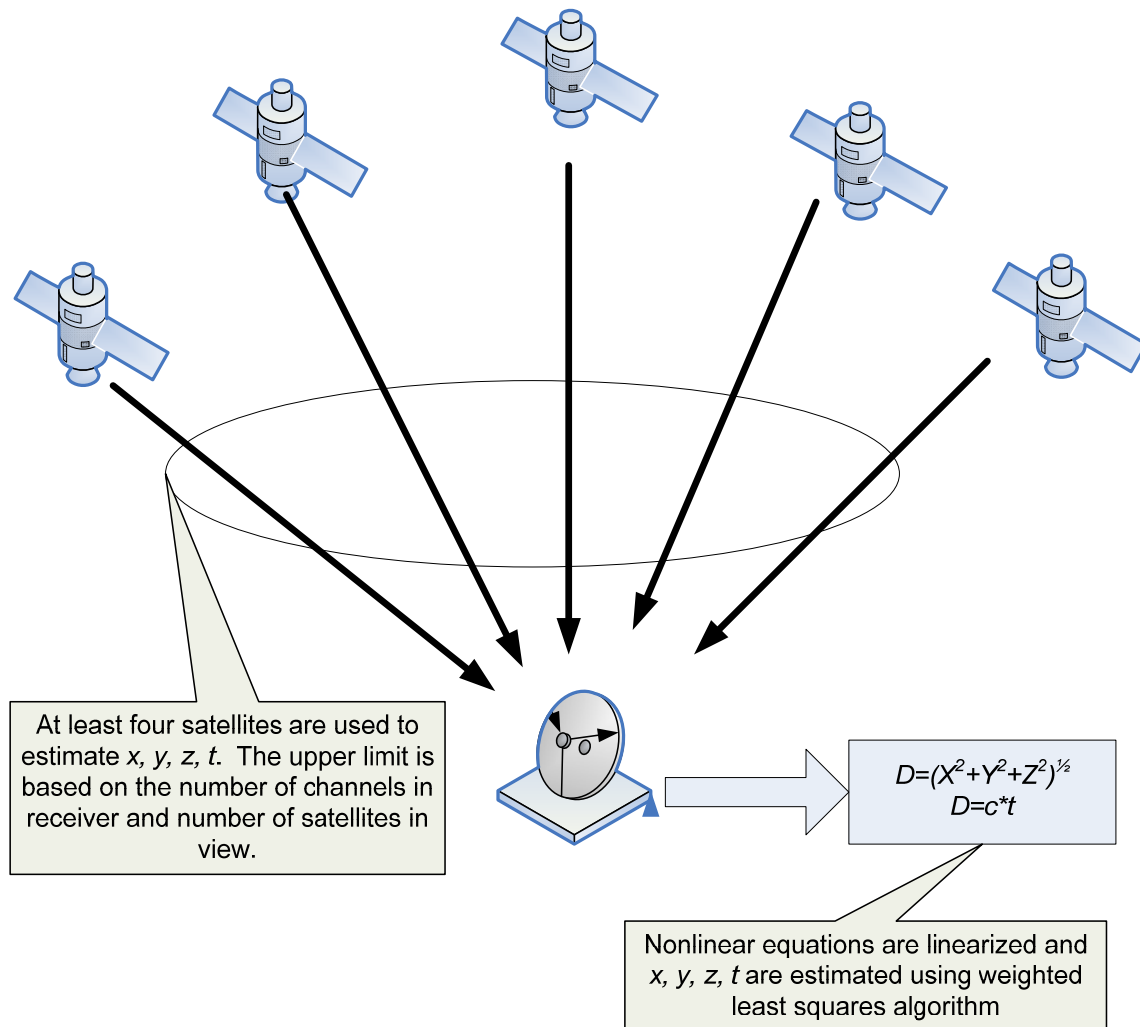 At least four satellites are used to
estimate x, y, z, t. The upper limit is
based on the number of channels in
receiver and number of satellites in
view.
D=(X²+Y²+Z²)^½
D=c*t
Nonlinear equations are linearized and
x, y, z, t are estimated using weighted
least squares algorithm